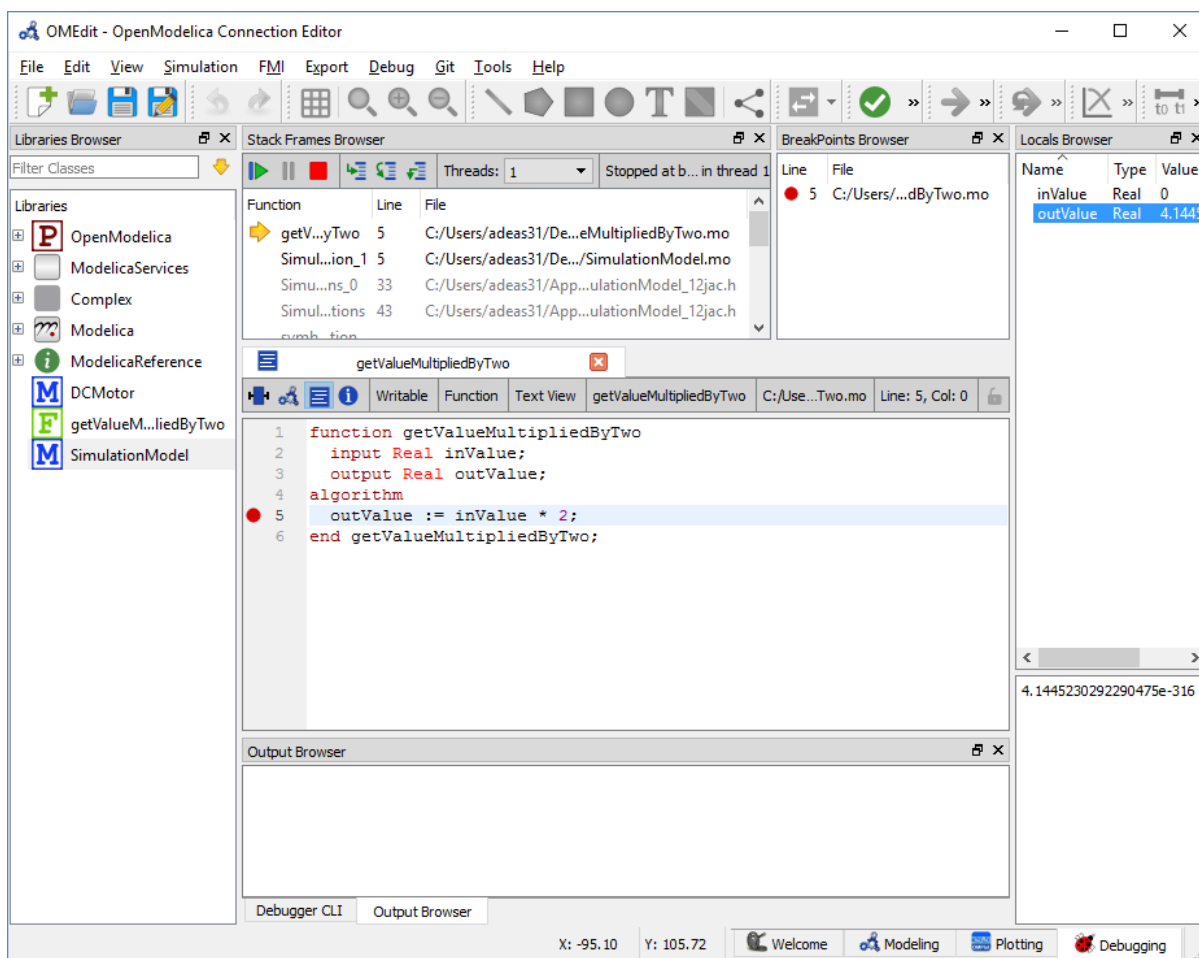 OMEdit - OpenModelica Connection Editor
File Edit View Simulation FMI Export Debug Git Tools Help
T
t0 t1
Libraries Browser
Filter Classes
Libraries
P OpenModelica
ModelicaServices
Complex
Modelica
i ModelicaReference
M DCMotor
F getValueM...liedByTwo
M SimulationModel
Stack Frames Browser
Threads: 1 Stopped at b... in thread 1
Function Line File
getV...yTwo 5 C:/Users/adeas31/De...eMultipliedByTwo.mo
Simul...ion_1 5 C:/Users/adeas31/De.../SimulationModel.mo
Simu...ns_0 33 C:/Users/adeas31/App...ulationModel_12jac.h
Simul...tions 43 C:/Users/adeas31/App...ulationModel_12jac.h
BreakPoints Browser
Line File
5 C:/Users/...dByTwo.mo
Locals Browser
Name Type Value
inValue Real 0
outValue Real 4.1445
4.1445230292290475e-316
getValueMultipliedByTwo
Writable Function Text View getValueMultipliedByTwo C:/Use...Two.mo Line: 5, Col: 0
1 function getValueMultipliedByTwo
2 input Real inValue;
3 output Real outValue;
4 algorithm
5 outValue := inValue * 2;
6 end getValueMultipliedByTwo;
Output Browser
Debugger CLI Output Browser
X: -95.10 Y: 105.72 Welcome Modeling Plotting Debugging